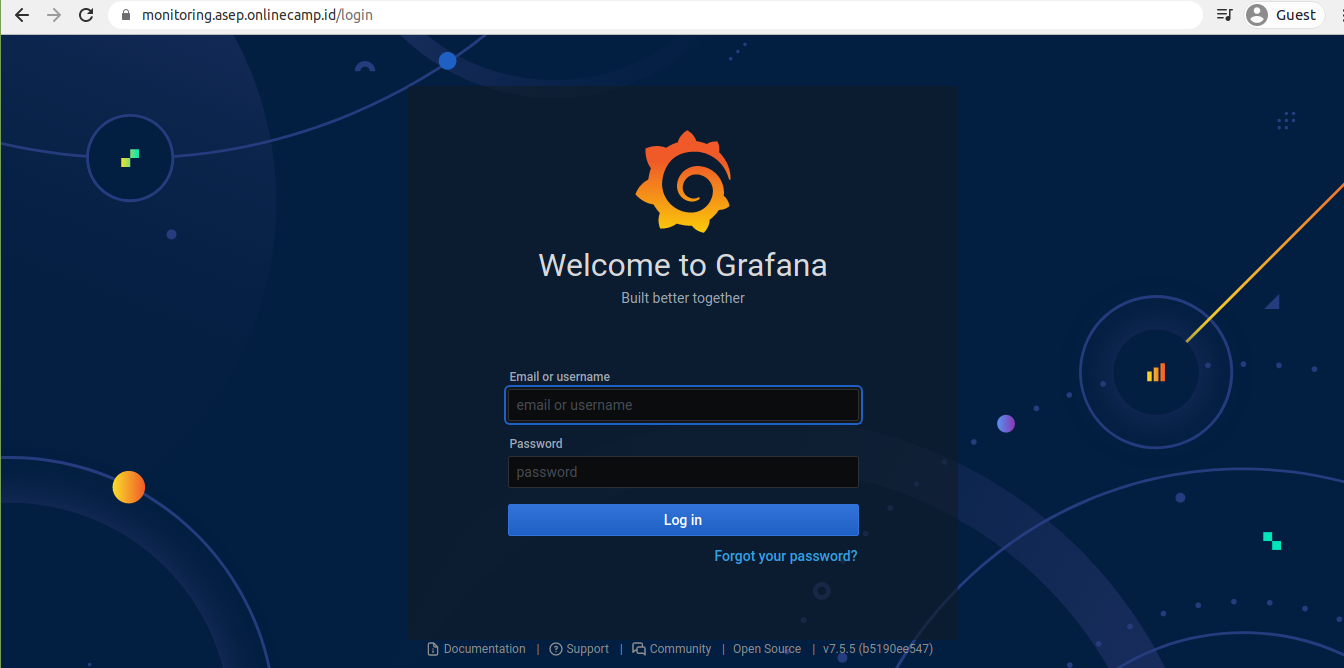 monitoring.asep.onlinecamp.id/login
Guest
Welcome to Grafana
Built better together
Email or username
email or username
Password
password
Log in
Forgot your password?
Documentation | Support | Community | Open Source | v7.5.5 (b5190ee547)